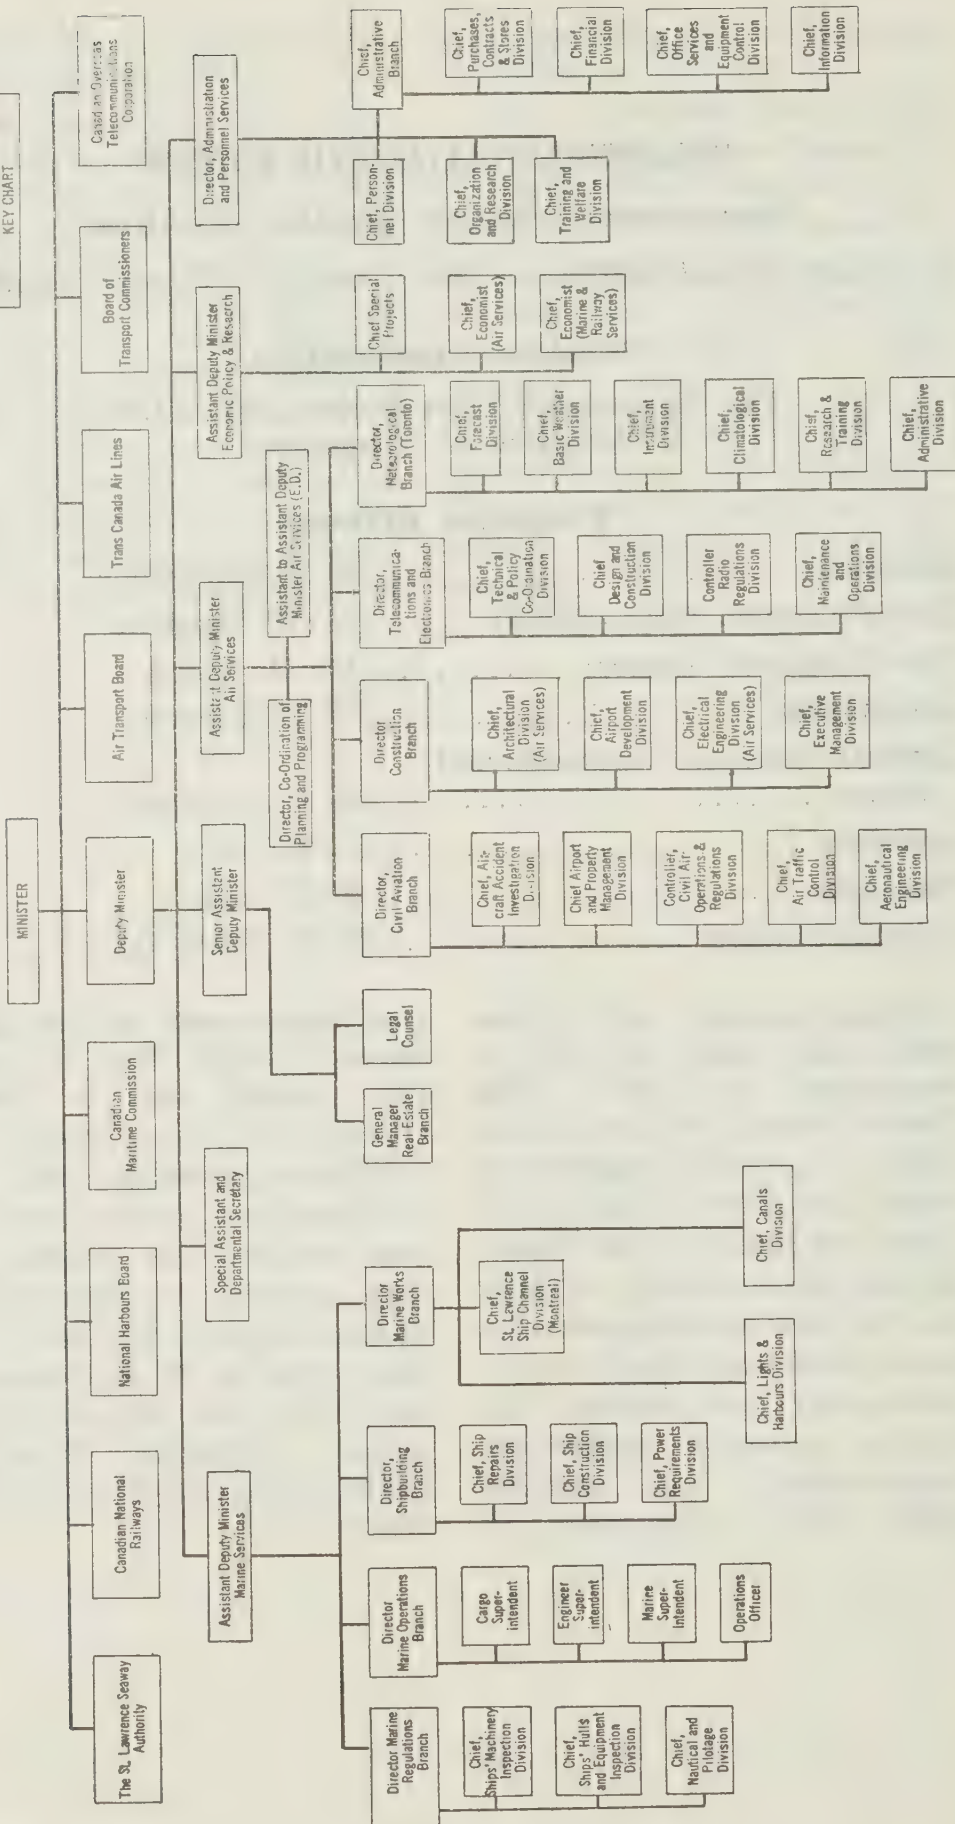 KEY CHART
MINISTER
The St. Lawrence Seaway
Authority
Canadian National
Railways
National Harbours Board
Canadian
Maritime Commission
Deputy Minister
Air Transport Board
Trans Canada Air Lines
Board of
Transport Commissioners
Canadian Overseas
Telecommunications
Corporation
Assistant Deputy Minister
Marine Services
Special Assistant and
Departmental Secretary
Senior Assistant
Deputy Minister
Assistant Deputy Minister
Air Services
Assistant Deputy Minister
Economic Policy & Research
Director, Administration
and Personnel Services
Director, Co-Ordination of
Planning and Programming
Assistant to Assistant Deputy
Minister Air Services (E.D.)
Director Marine
Regulations
Branch
Chief,
Ships' Machinery
Inspection
Division
Chief,
Ships' Hulls
and Equipment
Inspection
Division
Chief,
Nautical and
Pilotage
Division
Director
Marine Operations
Branch
Cargo
Super-
intendent
Engineer
Super-
intendent
Marine
Super-
Intendent
Operations
Officer
Director,
Shipbuilding
Branch
Chief, Ship
Repairs
Division
Chief, Ship
Construction
Division
Chief, Power
Requirements
Division
Director
Marine Works
Branch
Chief,
St. Lawrence
Ship Channel
Division
(Montreal)
Chief, Lights &
Harbours Division
Chief, Canals
Division
General
Manager
Real Estate
Branch
Legal
Counsel
Director,
Civil Aviation
Branch
Chief, Air-
craft Accident
Investigation
Division
Chief Airport
and Property
Management
Division
Controller,
Civil Air-
Operations &
Regulations
Division
Chief,
Air Traffic
Control
Division
Chief,
Aeronautical
Engineering
Division
Director
Construction
Branch
Chief,
Architectural
Division
(Air Services)
Chief,
Airport
Development
Division
Chief,
Electrical
Engineering
Division
(Air Services)
Chief,
Executive
Management
Division
Director,
Telecommunica-
tions and
Electronics Branch
Chief,
Technical
& Policy
Co-Ordination
Division
Chief
Design and
Construction
Division
Controller
Radio
Regulations
Division
Chief,
Maintenance
and
Operations
Division
Director,
Meteorological
Branch (Toronto)
Chief,
Forecast
Division
Chief,
Basic Weather
Division
Chief,
Instrument
Division
Chief,
Climatological
Division
Chief,
Research &
Training
Division
Chief,
Administrative
Division
Chief Special
Projects
Chief,
Economist
(Air Services)
Chief,
Economist
(Marine &
Railway
Services)
Chief, Person-
nel Division
Chief,
Organization
and Research
Division
Chief,
Training and
Welfare
Division
Chief,
Administrative
Branch
Chief,
Purchases,
Contracts
& Stores
Division
Chief,
Financial
Division
Chief,
Office
Services
and
Equipment
Control
Division
Chief,
Information
Division